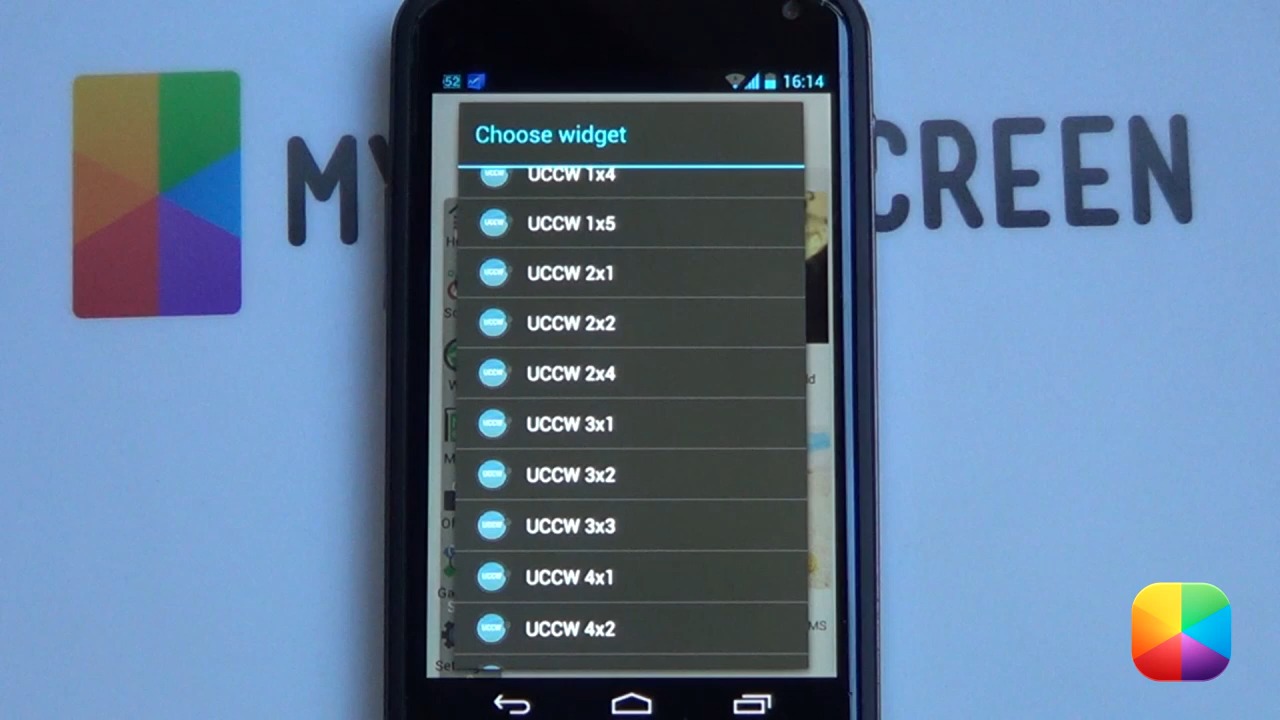 52
16:14
MY
CREEN
Choose widget
UCCW 1x4
UCCW 1x5
UCCW 2x1
UCCW 2x2
UCCW 2x4
UCCW 3x1
UCCW 3x2
UCCW 3x3
UCCW 4x1
UCCW 4x2
MS